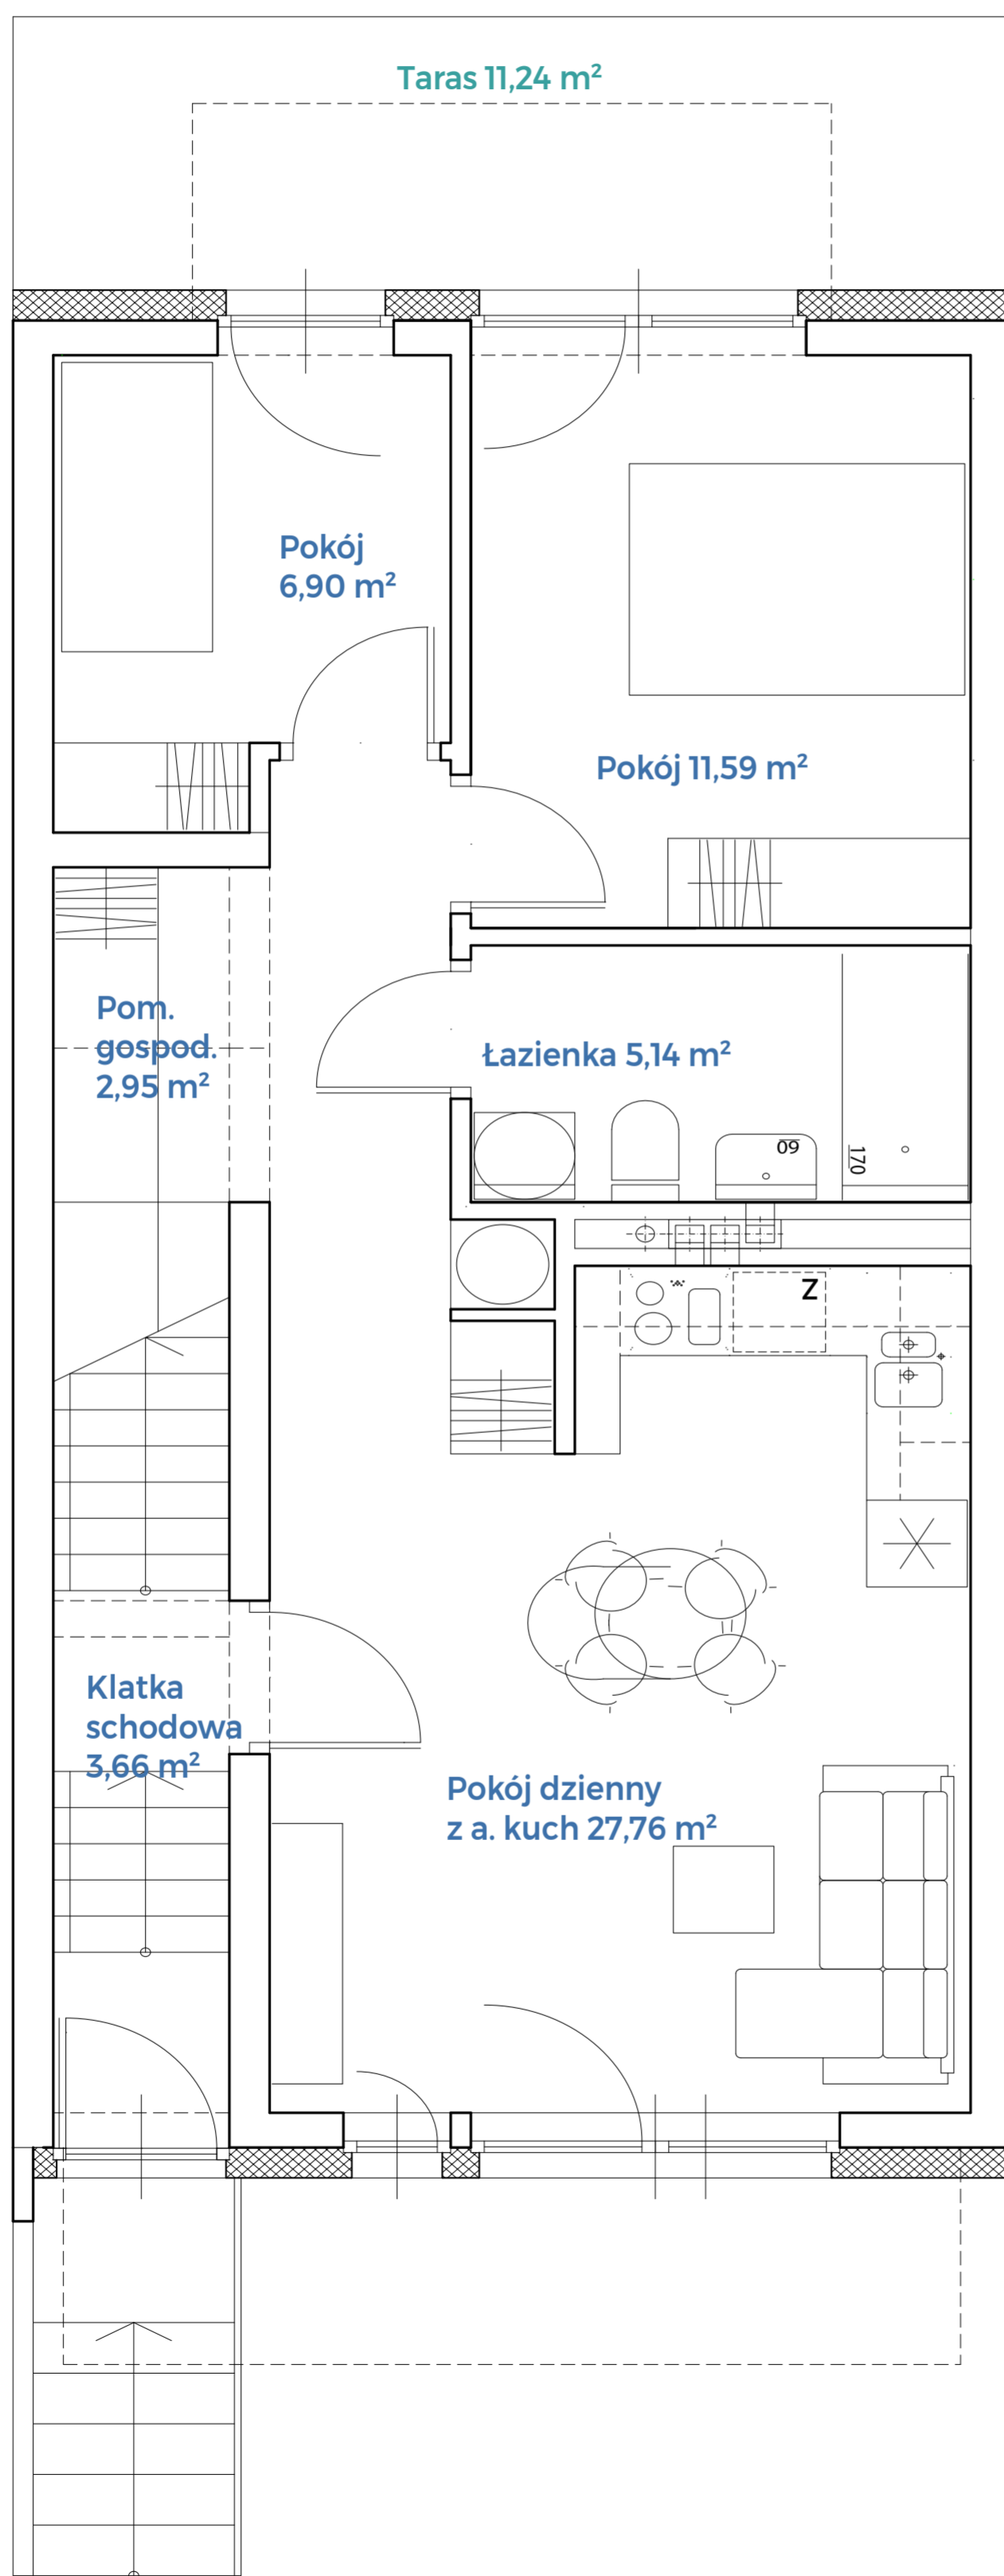 Taras 11,24 m²
Pokój
6,90 m²
Pokój 11,59 m²
Pom.
gospod.
2,95 m²
Łazienka 5,14 m²
60
170
Z
Klatka
schodowa
3,66 m²
Pokój dzienny
z a. kuch 27,76 m²